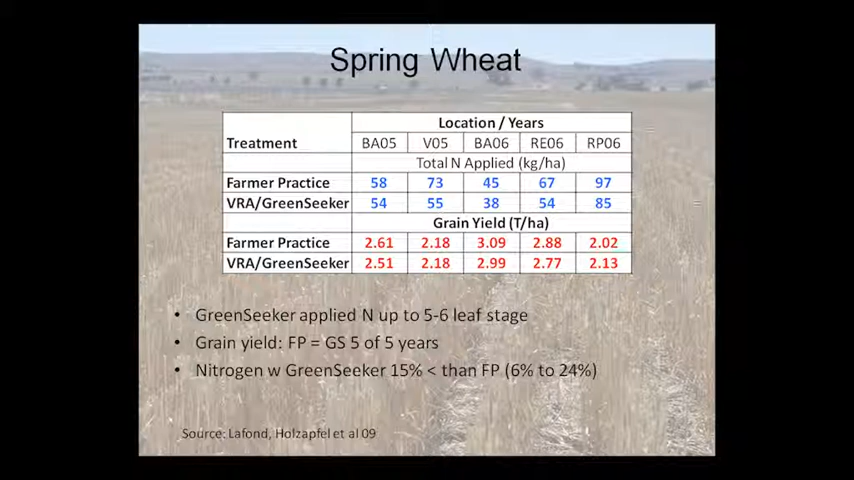 Spring Wheat
Location / Years
Treatment BA05 V05 BA06 RE06 RP06
Total N Applied (kg/ha)
Farmer Practice 58 73 45 67 97
VRA/GreenSeeker 54 55 38 54 85
Grain Yield (T/ha)
Farmer Practice 2.61 2.18 3.09 2.88 2.02
VRA/GreenSeeker 2.51 2.18 2.99 2.77 2.13
• GreenSeeker applied N up to 5-6 leaf stage
• Grain yield: FP = GS 5 of 5 years
• Nitrogen w GreenSeeker 15% < than FP (6% to 24%)
Source: Lafond, Holzapfel et al 09